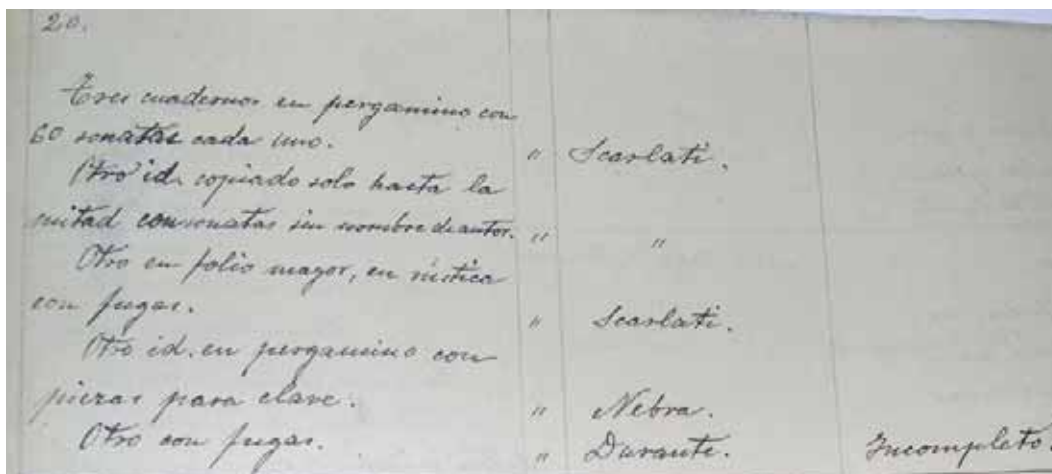 20.
Tres cuadernos en pergamino con
60 sonatas cada uno. " Scarlati.
Otro id. copiado solo hasta la
mitad con sonatas sin nombre de autor. " "
Otro en folio mayor, en rústica
con fugas. " Scarlati.
Otro id. en pergamino con
piezas para clave. " Nebra.
Otro con fugas. " Durante. Incompleto.